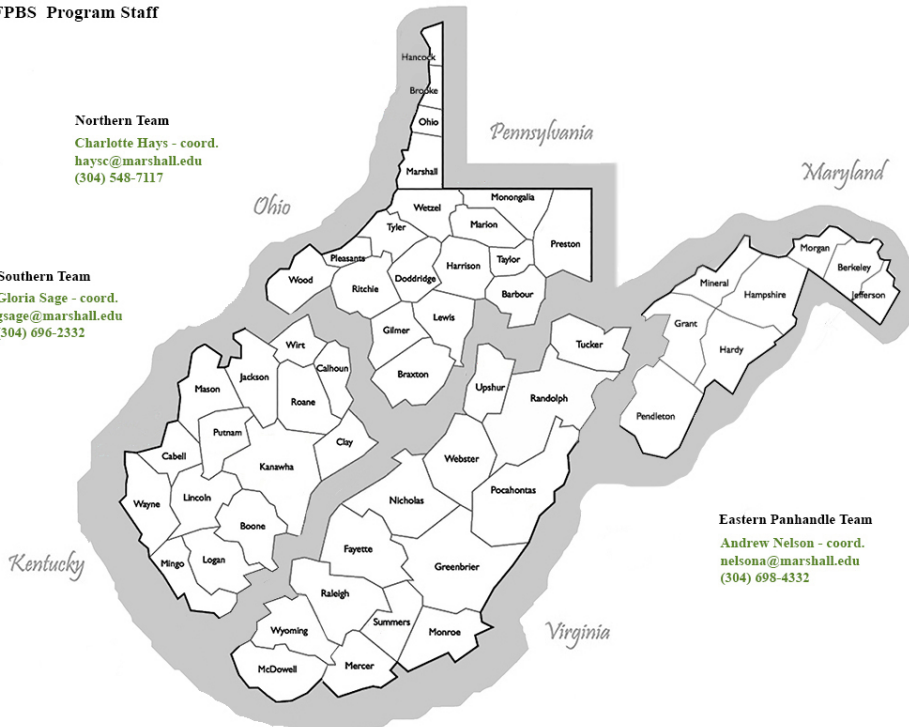 FPBS Program Staff
Northern Team
Charlotte Hays - coord.
haysc@marshall.edu
(304) 548-7117
Southern Team
Gloria Sage - coord.
gsage@marshall.edu
(304) 696-2332
Eastern Panhandle Team
Andrew Nelson - coord.
nelsona@marshall.edu
(304) 698-4332
Pennsylvania
Maryland
Ohio
Kentucky
Virginia
Hancock
Brooke
Ohio
Marshall
Wetzel
Monongalia
Marion
Preston
Tyler
Pleasants
Wood
Ritchie
Doddridge
Harrison
Taylor
Barbour
Gilmer
Lewis
Braxton
Morgan
Berkeley
Jefferson
Mineral
Hampshire
Grant
Hardy
Pendleton
Wirt
Calhoun
Mason
Jackson
Roane
Putnam
Clay
Cabell
Kanawha
Wayne
Lincoln
Boone
Mingo
Logan
Tucker
Upshur
Randolph
Webster
Pocahontas
Nicholas
Fayette
Greenbrier
Raleigh
Summers
Monroe
Wyoming
McDowell
Mercer